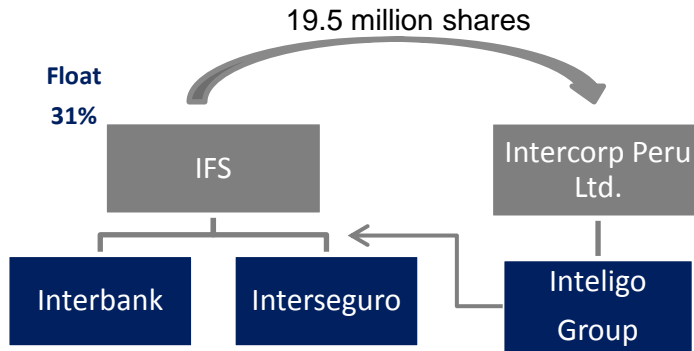 19.5 million shares
Float
31%
IFS
Intercorp Peru
Ltd.
Interbank
Interseguro
Inteligo
Group